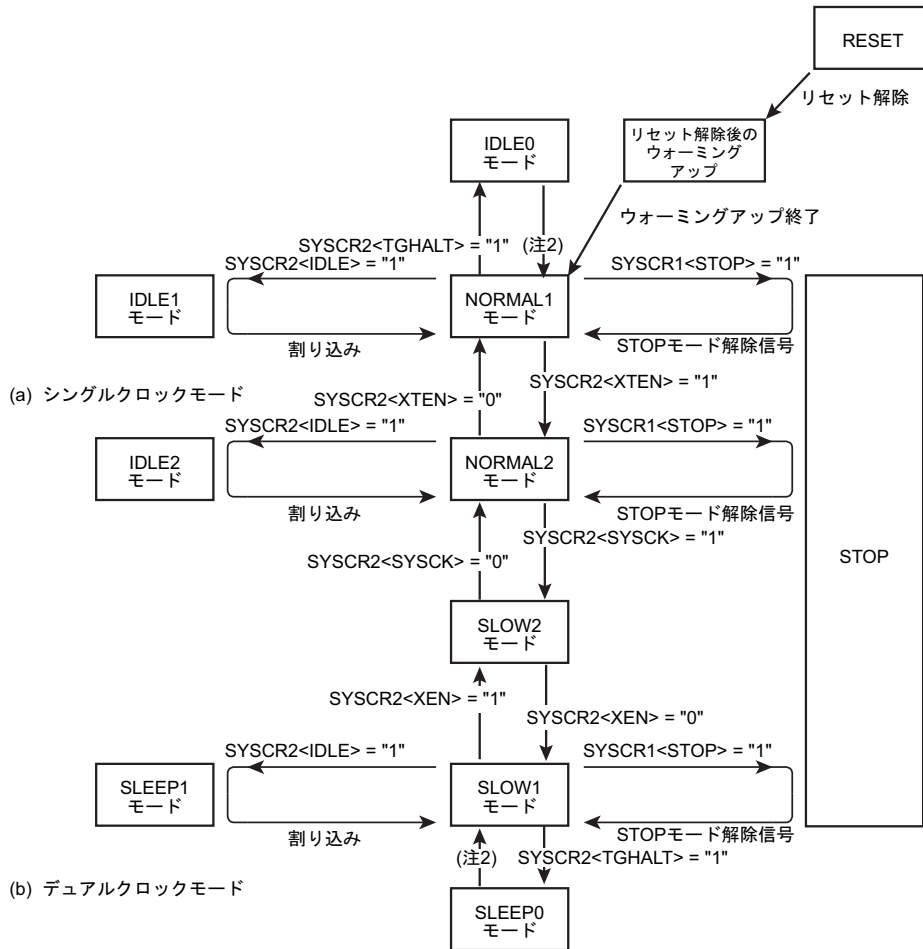 RESET
リセット解除
IDLE0
モード
リセット解除後の
ウォーミング
アップ
ウォーミングアップ終了
SYSCR2<TGHALT> = "1"
(注2)
SYSCR2<IDLE> = "1"
SYSCR1<STOP> = "1"
IDLE1
モード
NORMAL1
モード
割り込み
STOPモード解除信号
SYSCR2<XTEN> = "1"
(a) シングルクロックモード
SYSCR2<XTEN> = "0"
SYSCR2<IDLE> = "1"
SYSCR1<STOP> = "1"
IDLE2
モード
NORMAL2
モード
割り込み
STOPモード解除信号
SYSCR2<SYSCK> = "1"
SYSCR2<SYSCK> = "0"
STOP
SLOW2
モード
SYSCR2<XEN> = "1"
SYSCR2<XEN> = "0"
SYSCR2<IDLE> = "1"
SYSCR1<STOP> = "1"
SLEEP1
モード
SLOW1
モード
割り込み
STOPモード解除信号
(注2)
SYSCR2<TGHALT> = "1"
(b) デュアルクロックモード
SLEEP0
モード